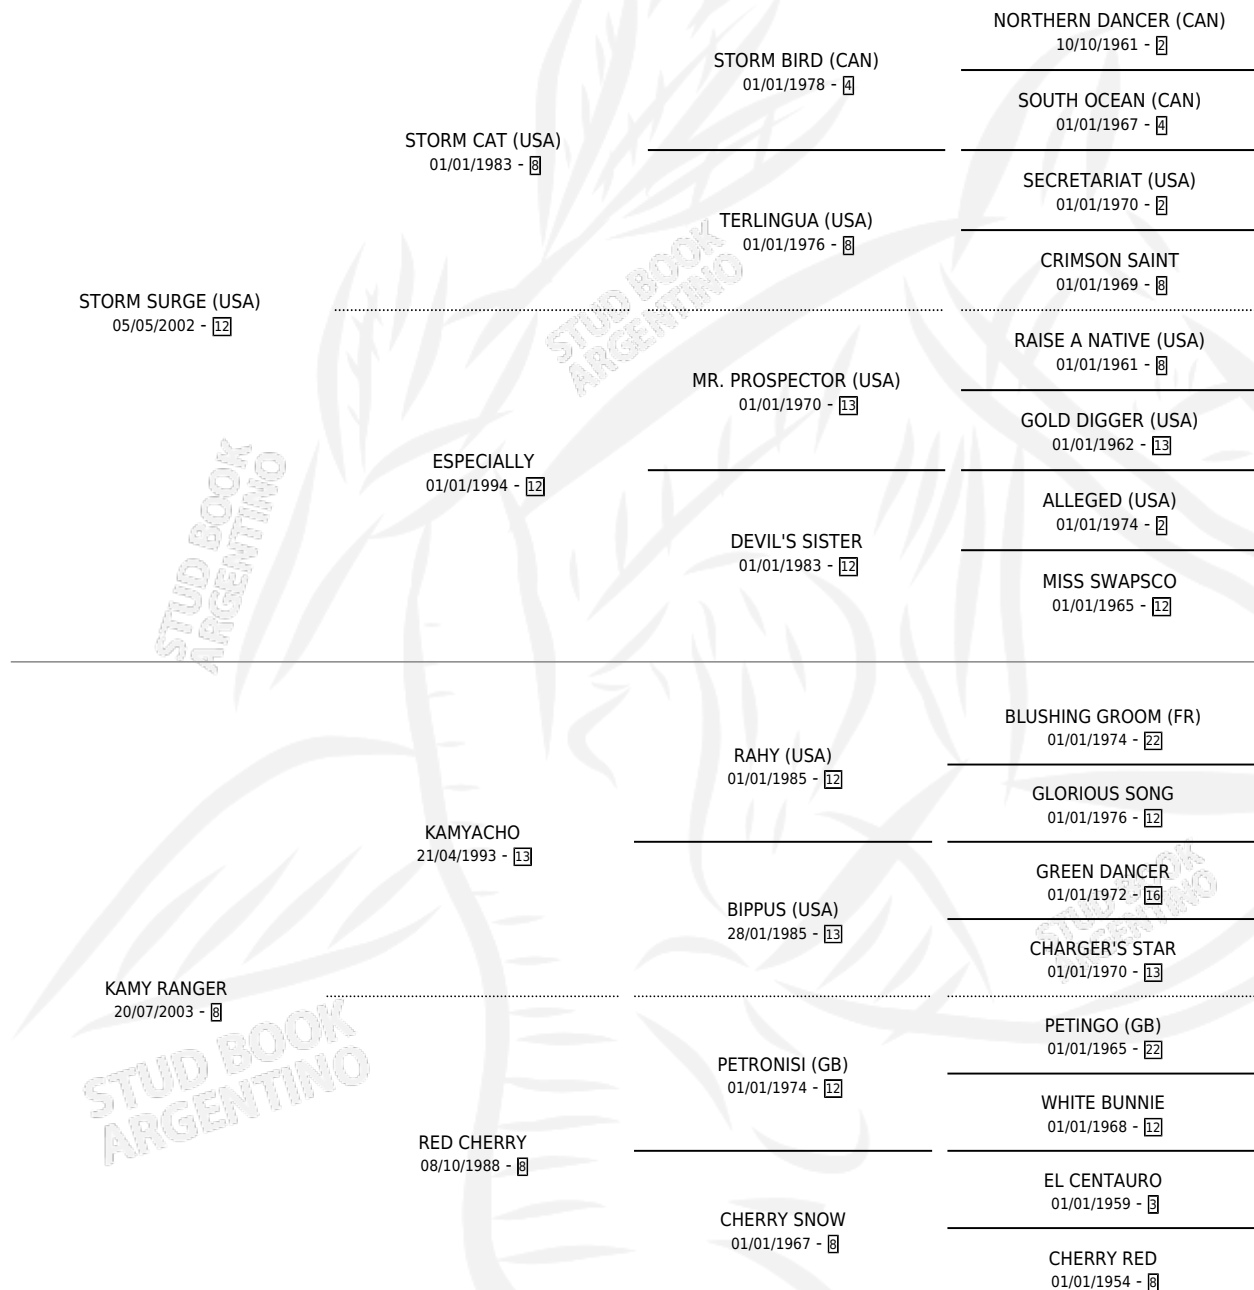 NORTHERN DANCER (CAN)
10/10/1961 - 2
STORM BIRD (CAN)
01/01/1978 - 4
SOUTH OCEAN (CAN)
01/01/1967 - 4
STORM CAT (USA)
01/01/1983 - 8
SECRETARIAT (USA)
01/01/1970 - 2
TERLINGUA (USA)
01/01/1976 - 8
CRIMSON SAINT
01/01/1969 - 8
STORM SURGE (USA)
05/05/2002 - 12
RAISE A NATIVE (USA)
01/01/1961 - 8
MR. PROSPECTOR (USA)
01/01/1970 - 13
GOLD DIGGER (USA)
01/01/1962 - 13
ESPECIALLY
01/01/1994 - 12
ALLEGED (USA)
01/01/1974 - 2
DEVIL'S SISTER
01/01/1983 - 12
MISS SWAPSCO
01/01/1965 - 12
BLUSHING GROOM (FR)
01/01/1974 - 22
RAHY (USA)
01/01/1985 - 12
GLORIOUS SONG
01/01/1976 - 12
KAMYACHO
21/04/1993 - 13
GREEN DANCER
01/01/1972 - 16
BIPPUS (USA)
28/01/1985 - 13
CHARGER'S STAR
01/01/1970 - 13
KAMY RANGER
20/07/2003 - 8
PETINGO (GB)
01/01/1965 - 22
PETRONISI (GB)
01/01/1974 - 12
WHITE BUNNIE
01/01/1968 - 12
RED CHERRY
08/10/1988 - 8
EL CENTAURO
01/01/1959 - 3
CHERRY SNOW
01/01/1967 - 8
CHERRY RED
01/01/1954 - 8
STUD BOOK
ARGENTINO
STUD BOOK
ARGENTINO
STUD BOOK
ARGENTINO
STUD BOOK
ARGENTINO